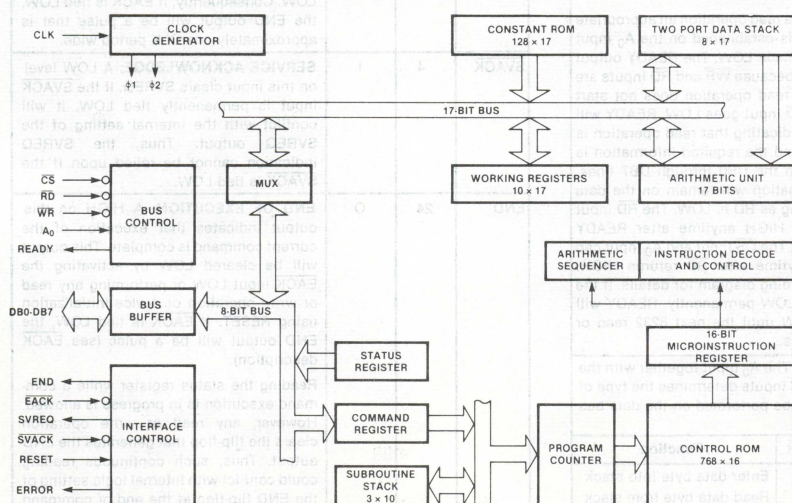 CLK
CLOCK
GENERATOR
ϕ1 ϕ2
CONSTANT ROM
128 × 17
TWO PORT DATA STACK
8 × 17
17-BIT BUS
MUX
WORKING REGISTERS
10 × 17
ARITHMETIC UNIT
17 BITS
CS
RD
WR
A0
READY
BUS
CONTROL
ARITHMETIC
SEQUENCER
INSTRUCTION DECODE
AND CONTROL
DB0-DB7
BUS
BUFFER
8-BIT BUS
16-BIT
MICROINSTRUCTION
REGISTER
STATUS
REGISTER
END
EACK
SVREQ
SVACK
RESET
ERROR
INTERFACE
CONTROL
COMMAND
REGISTER
PROGRAM
COUNTER
CONTROL ROM
768 × 16
SUBROUTINE
STACK
3 × 10